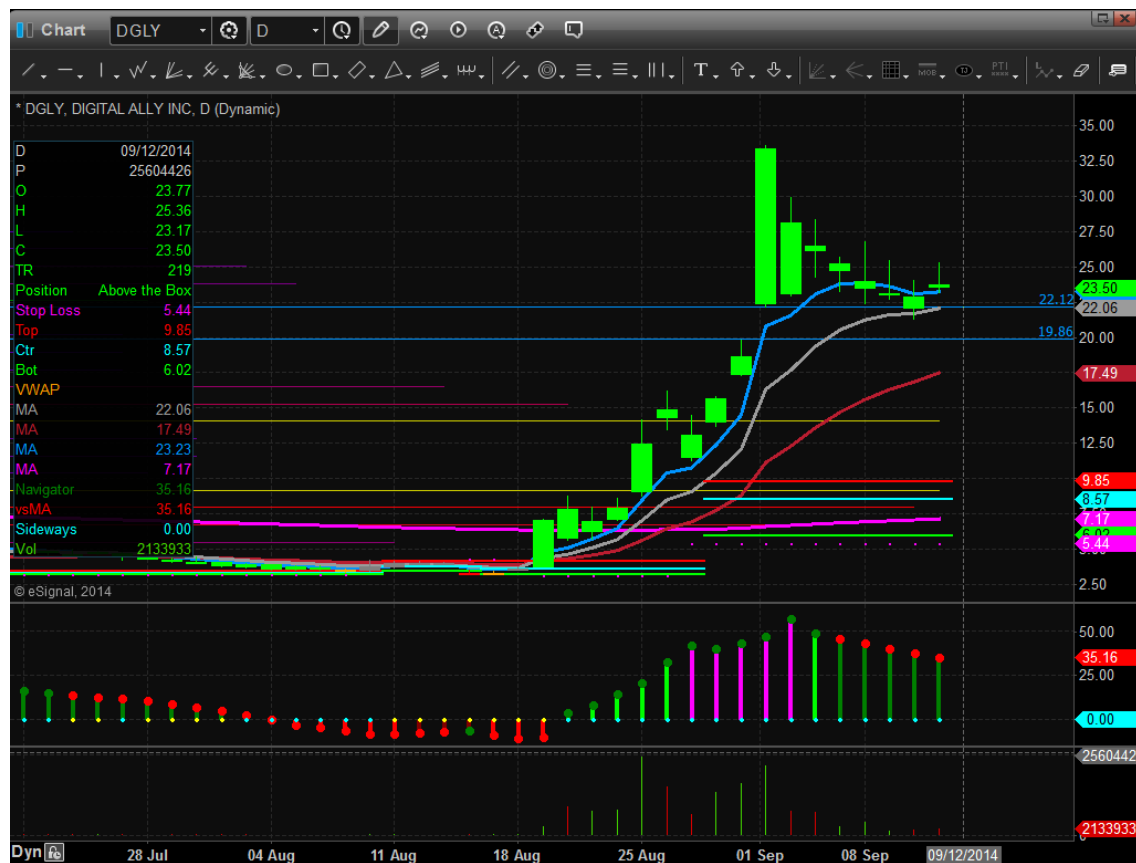 Chart DGLY D
T A TJ MOB PTI
* DGLY, DIGITAL ALLY INC, D (Dynamic)
D 09/12/2014
P 25604426
O 23.77
H 25.36
L 23.17
C 23.50
TR 219
Position Above the Box
Stop Loss 5.44
Top 9.85
Ctr 8.57
Bot 6.02
VWAP
MA 22.06
MA 17.49
MA 23.23
MA 7.17
Navigator 35.16
vsMA 35.16
Sideways 0.00
Vol 2133933
© eSignal, 2014
35.00
32.50
30.00
27.50
25.00
23.50
22.12
22.06
20.00
19.86
17.49
15.00
12.50
9.85
8.57
7.17
5.44
2.50
50.00
35.16
25.00
0.00
2560442
2133933
Dyn 28 Jul 04 Aug 11 Aug 18 Aug 25 Aug 01 Sep 08 Sep 09/12/2014